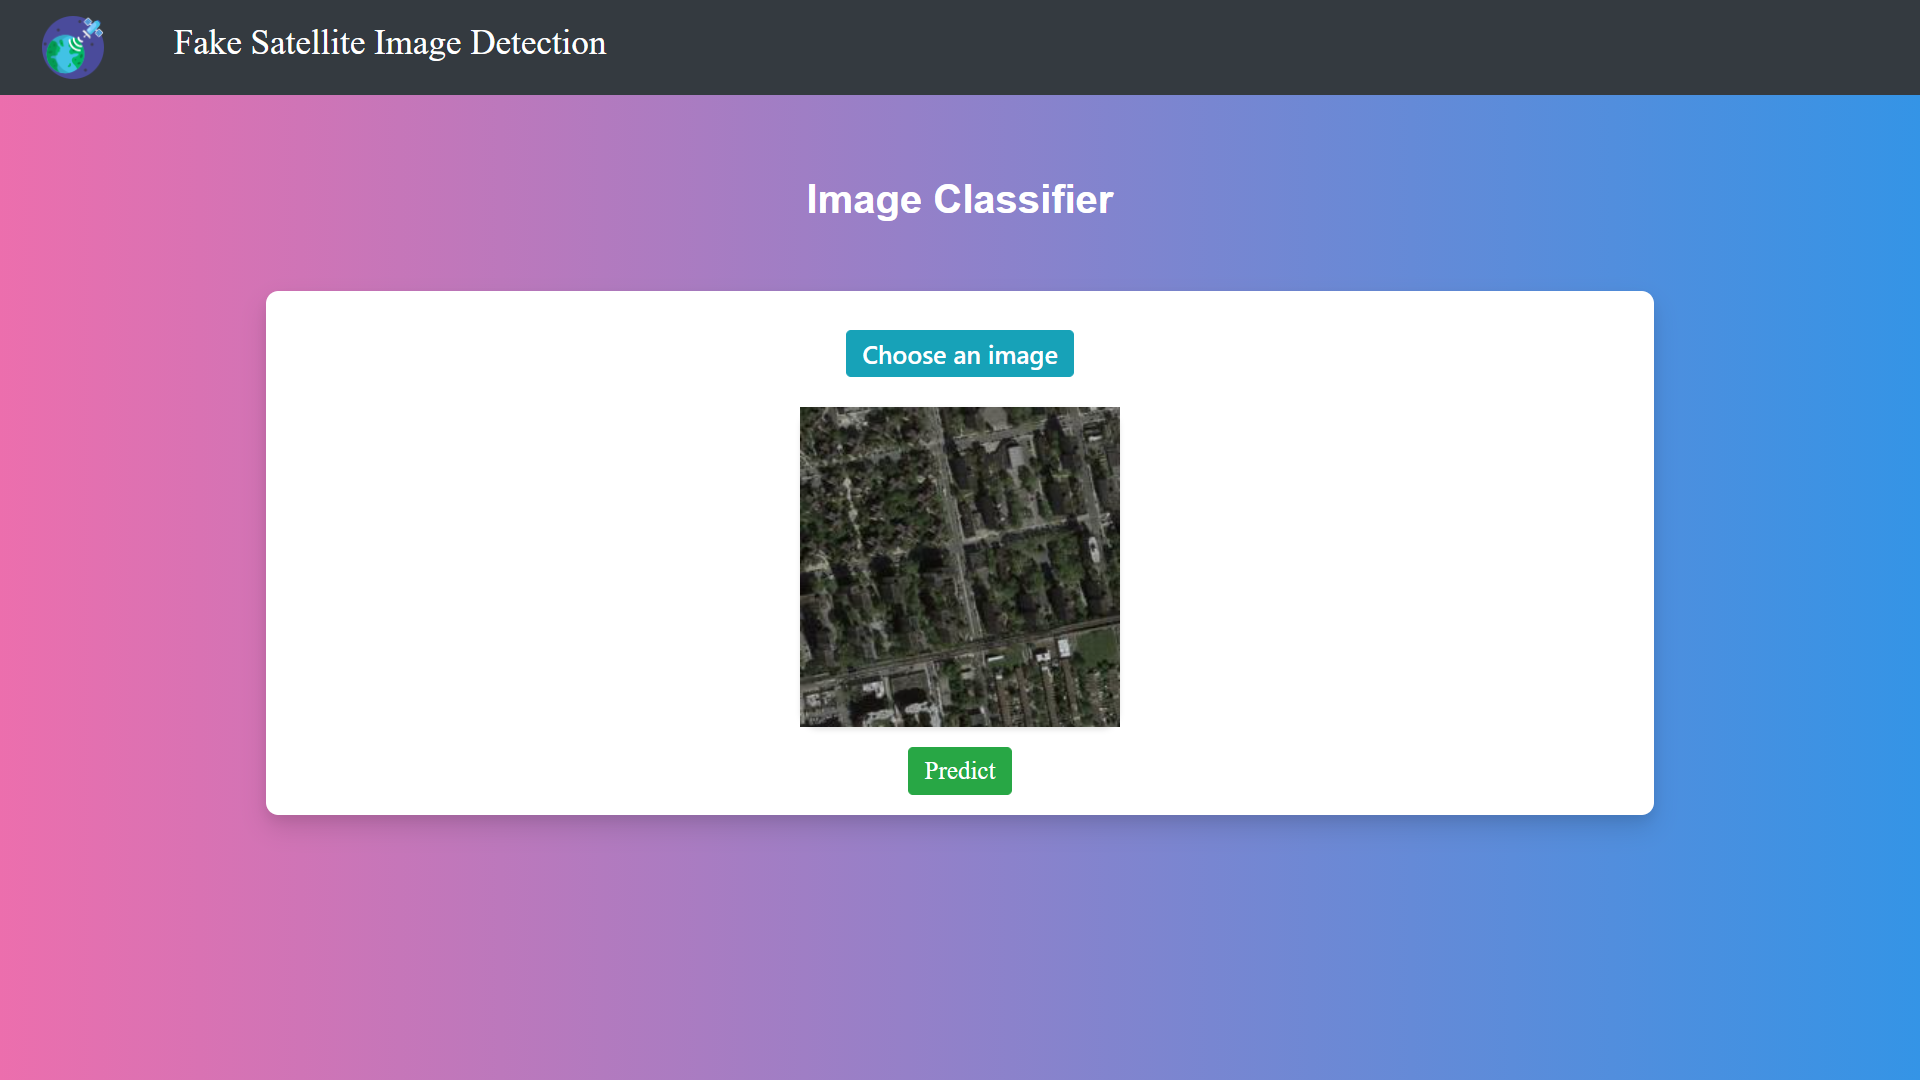 Fake Satellite Image Detection
Image Classifier
Choose an image
Predict